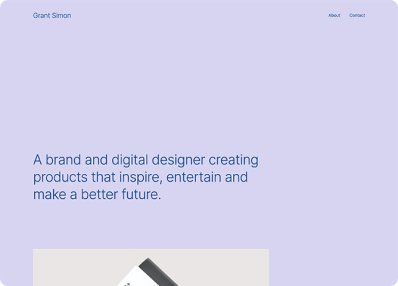 Grant Simon
About
Contact
A brand and digital designer creating
products that inspire, entertain and
make a better future.